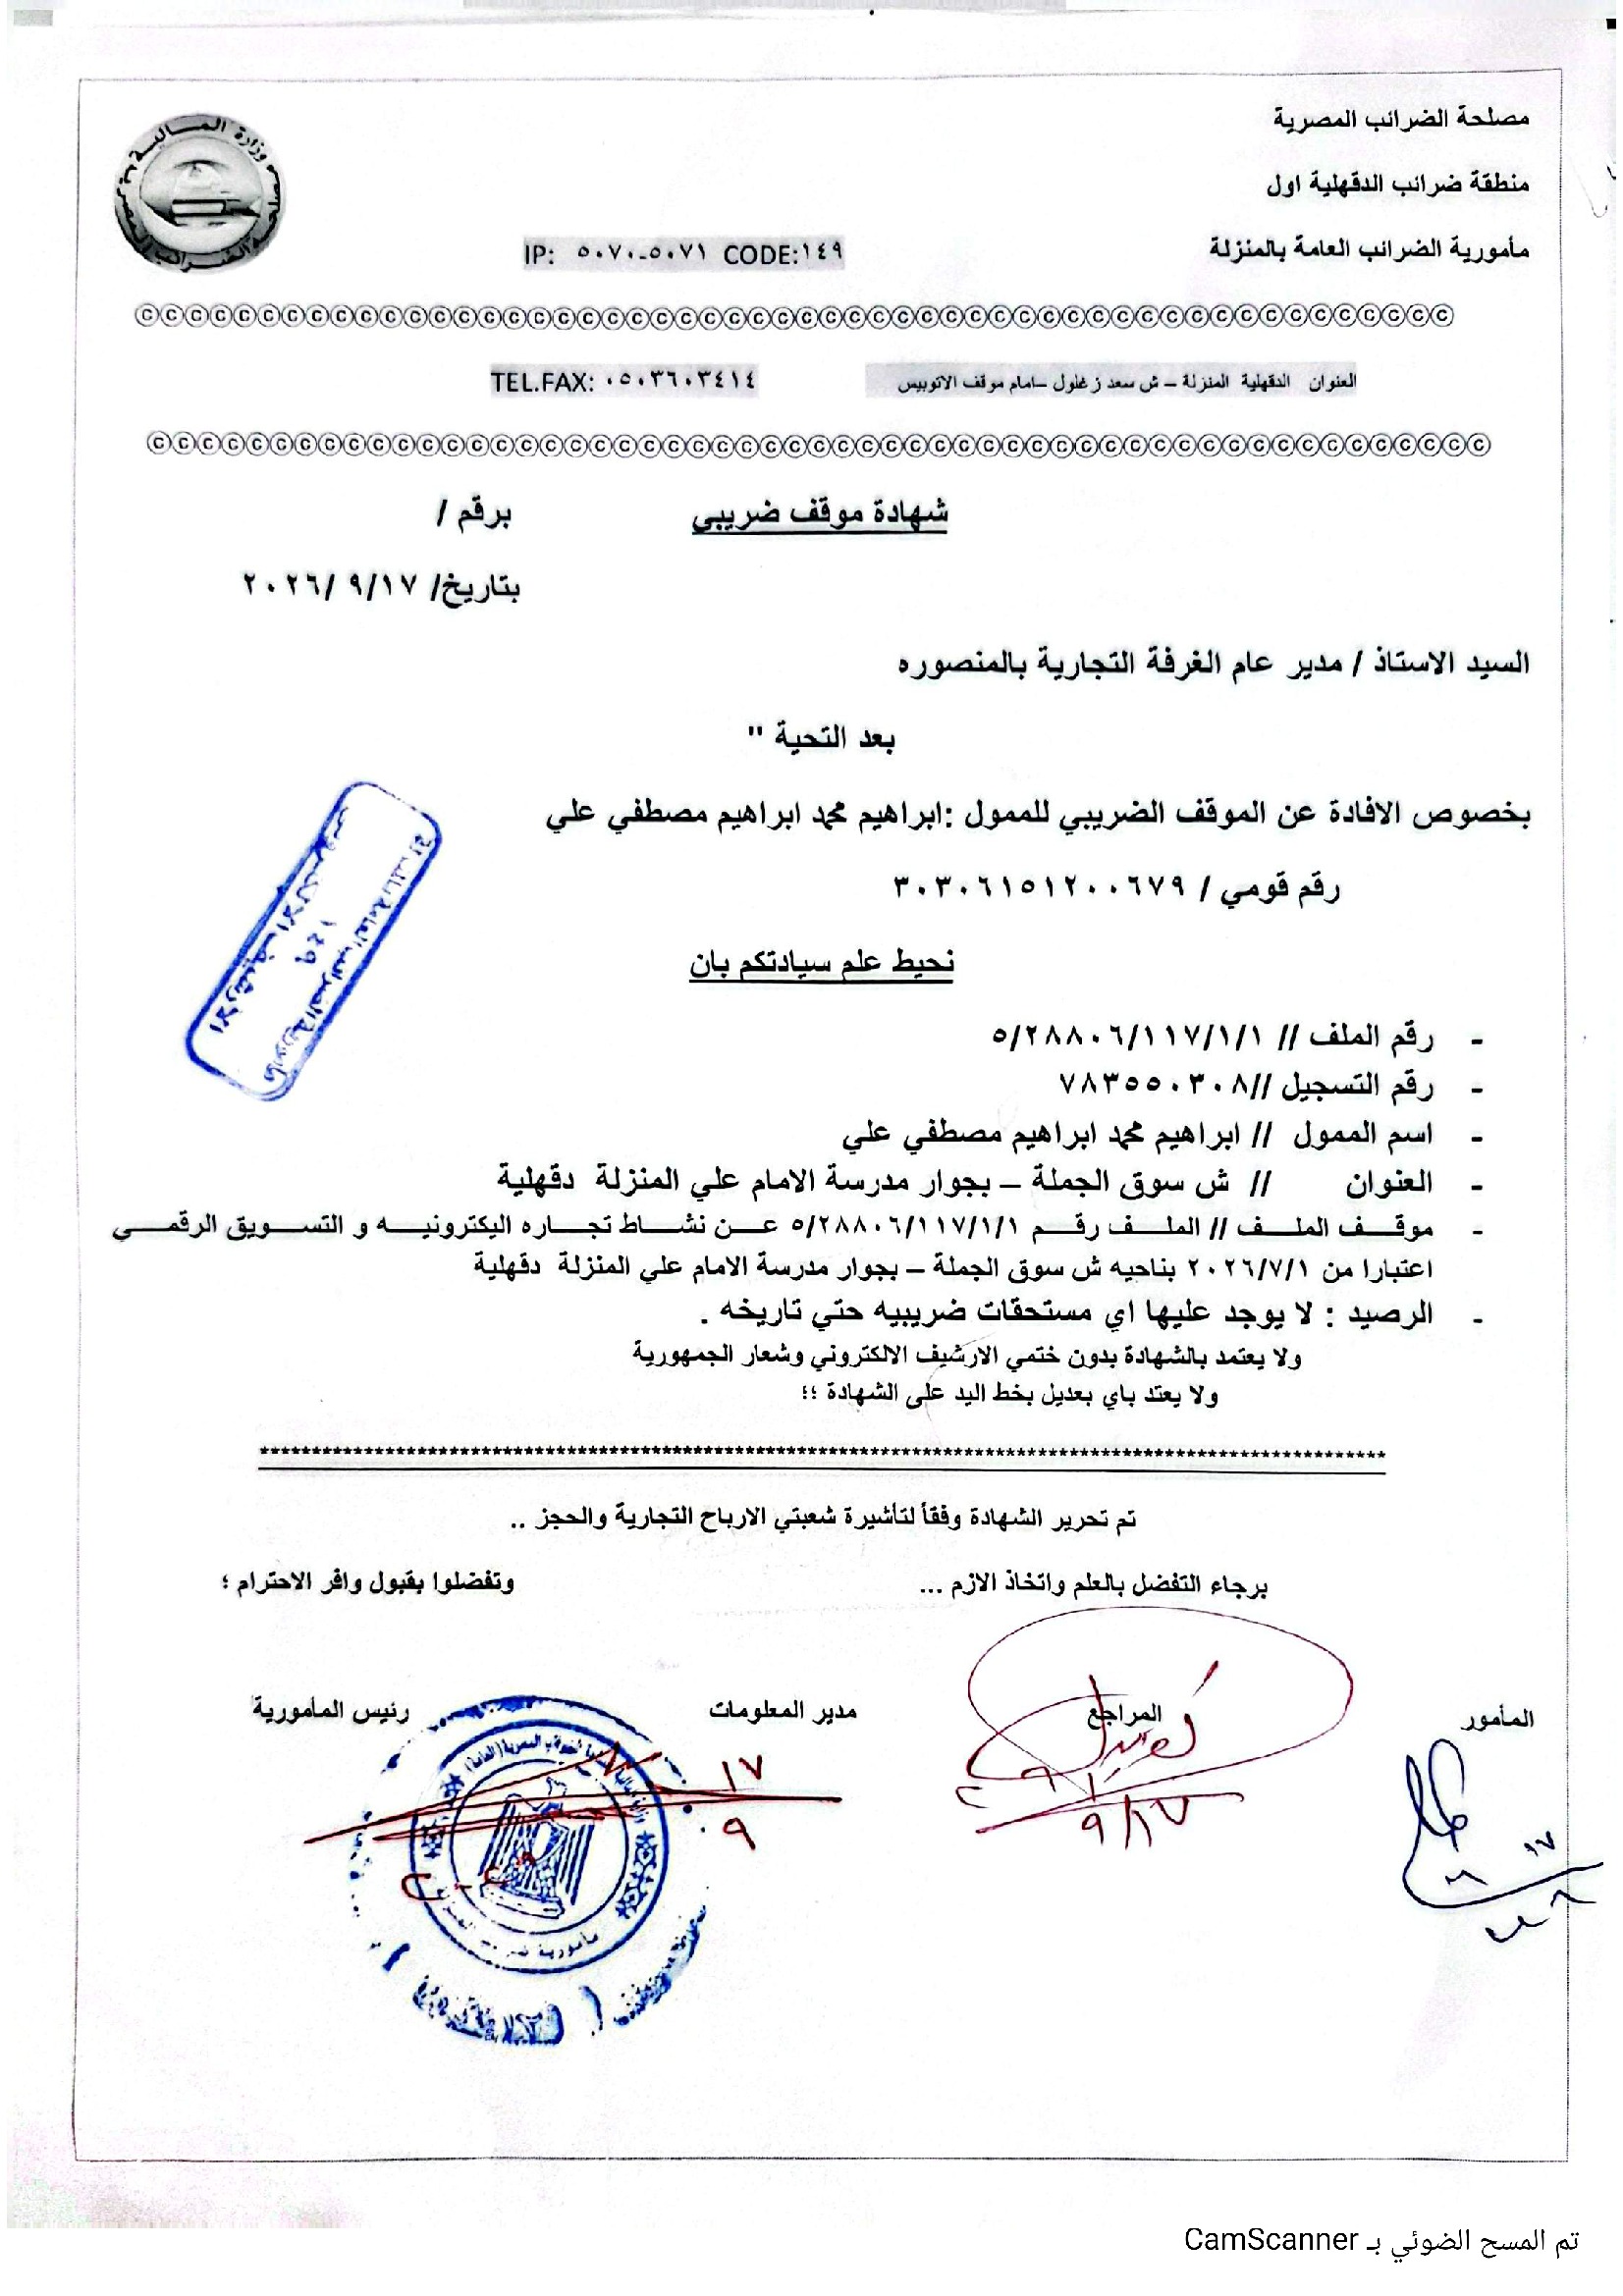 مصلحة الضرائب المصرية
منطقة ضرائب الدقهلية اول
مأمورية الضرائب العامة بالمنزلة
IP: ٥٠٧٠-٥٠٧١ CODE:١٤٩
العنوان الدقهلية المنزلة – ش سعد زغلول –امام موقف الاتوبيس
TEL.FAX: ٠٥٠٣٦٠٣٤١٤
شهادة موقف ضريبي
برقم /
بتاريخ/ ٩/١٧ /٢٠٢٦
السيد الاستاذ / مدير عام الغرفة التجارية بالمنصوره
بعد التحية "
بخصوص الافادة عن الموقف الضريبي للممول :ابراهيم محمد ابراهيم مصطفي علي
رقم قومي / ٣٠٣٠٦١٥١٢٠٠٦٧٩
نحيط علم سيادتكم بان
- رقم الملف // ٥/٢٨٨٠٦/١١٧/١/١
- رقم التسجيل //٧٨٣٥٥٠٣٠٨
- اسم الممول // ابراهيم محمد ابراهيم مصطفي علي
- العنوان // ش سوق الجملة – بجوار مدرسة الامام علي المنزلة دقهلية
- موقف الملف // الملف رقم ٥/٢٨٨٠٦/١١٧/١/١ عن نشاط تجاره اليكترونيه و التسويق الرقمي
اعتبارا من ٢٠٢٦/٧/١ بناحيه ش سوق الجملة – بجوار مدرسة الامام علي المنزلة دقهلية
- الرصيد : لا يوجد عليها اي مستحقات ضريبيه حتي تاريخه .
ولا يعتمد بالشهادة بدون ختمي الارشيف الالكتروني وشعار الجمهورية
ولا يعتد باي بعديل بخط اليد على الشهادة ؛؛
تم تحرير الشهادة وفقاً لتأشيرة شعبتي الارباح التجارية والحجز ..
برجاء التفضل بالعلم واتخاذ الازم ...
وتفضلوا بقبول وافر الاحترام ؛
المأمور
المراجع
مدير المعلومات
رئيس المأمورية
٩/١٧
١٧
٩
تم المسح الضوئي بـ CamScanner